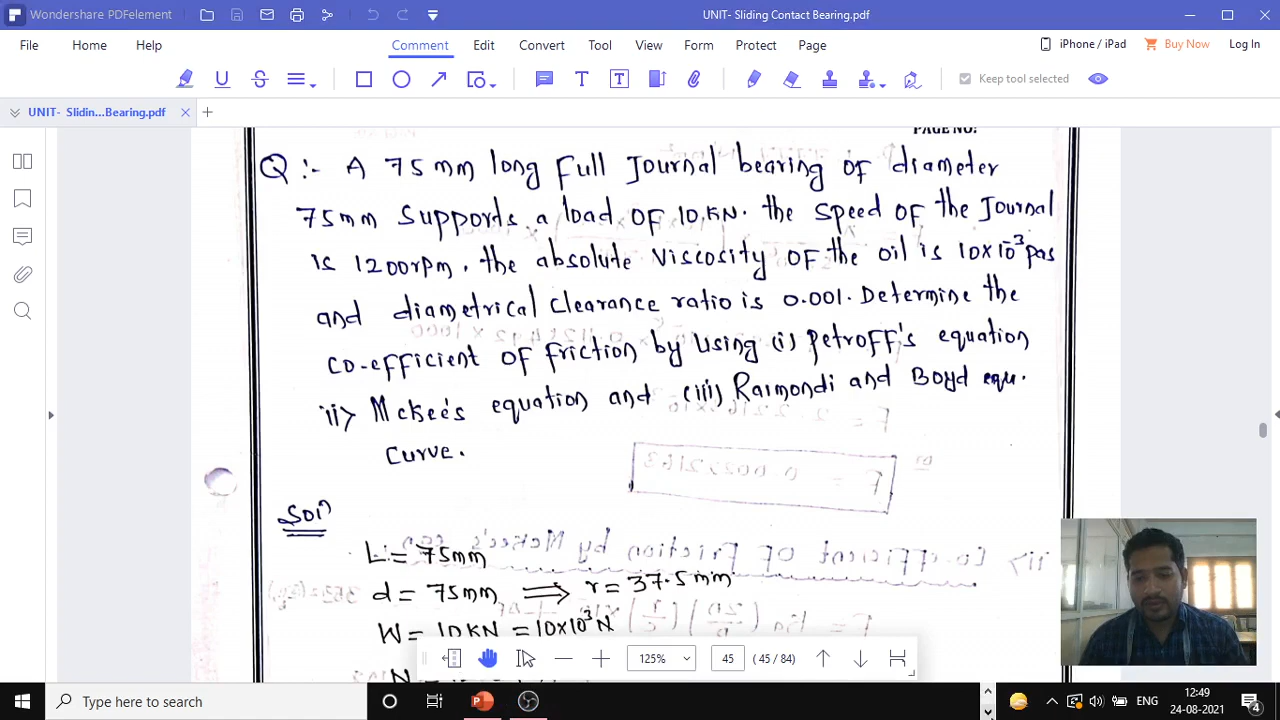 Wondershare PDFelement
UNIT- Sliding Contact Bearing.pdf
File Home Help Comment Edit Convert Tool View Form Protect Page iPhone / iPad Buy Now Log In
Keep tool selected
UNIT- Slidin...Bearing.pdf
PAGE NO:
Q :- A 75mm long Full Journal bearing of diameter
75mm supports a load of 10 KN. the speed of the Journal
is 1200rpm. the absolute viscosity of the oil is 10x10⁻³ pas
and diametrical clearance ratio is 0.001. Determine the
co-efficient of friction by using (i) petroff's equation
ii> Mckee's equation and (iii) Raimondi and Boyd equ.
curve.
Soln
L = 75mm
d = 75mm ⟹ r = 37.5mm
W = 10KN = 10x10³N
125% 45 (45 / 84)
Type here to search
ENG
12:49
24-08-2021
4